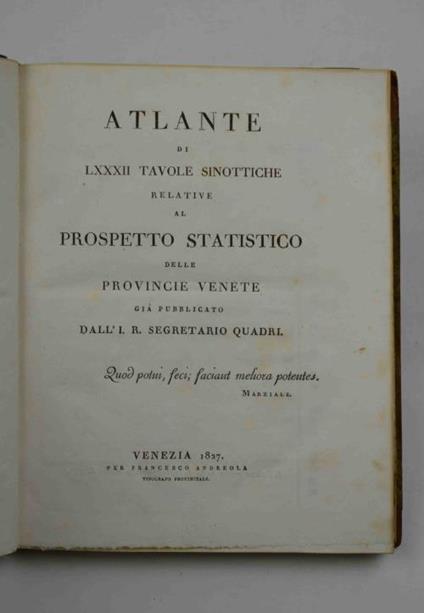 ATLANTE
DI
LXXXII TAVOLE SINOTTICHE
RELATIVE
AL
PROSPETTO STATISTICO
DELLE
PROVINCIE VENETE
GIÀ PUBBLICATO
DALL' I. R. SEGRETARIO QUADRI.
Quod potui, feci; faciant meliora potentes.
MARZIALE.
VENEZIA 1827.
PER FRANCESCO ANDREOLA
TIPOGRAFO PROVINCIALE.